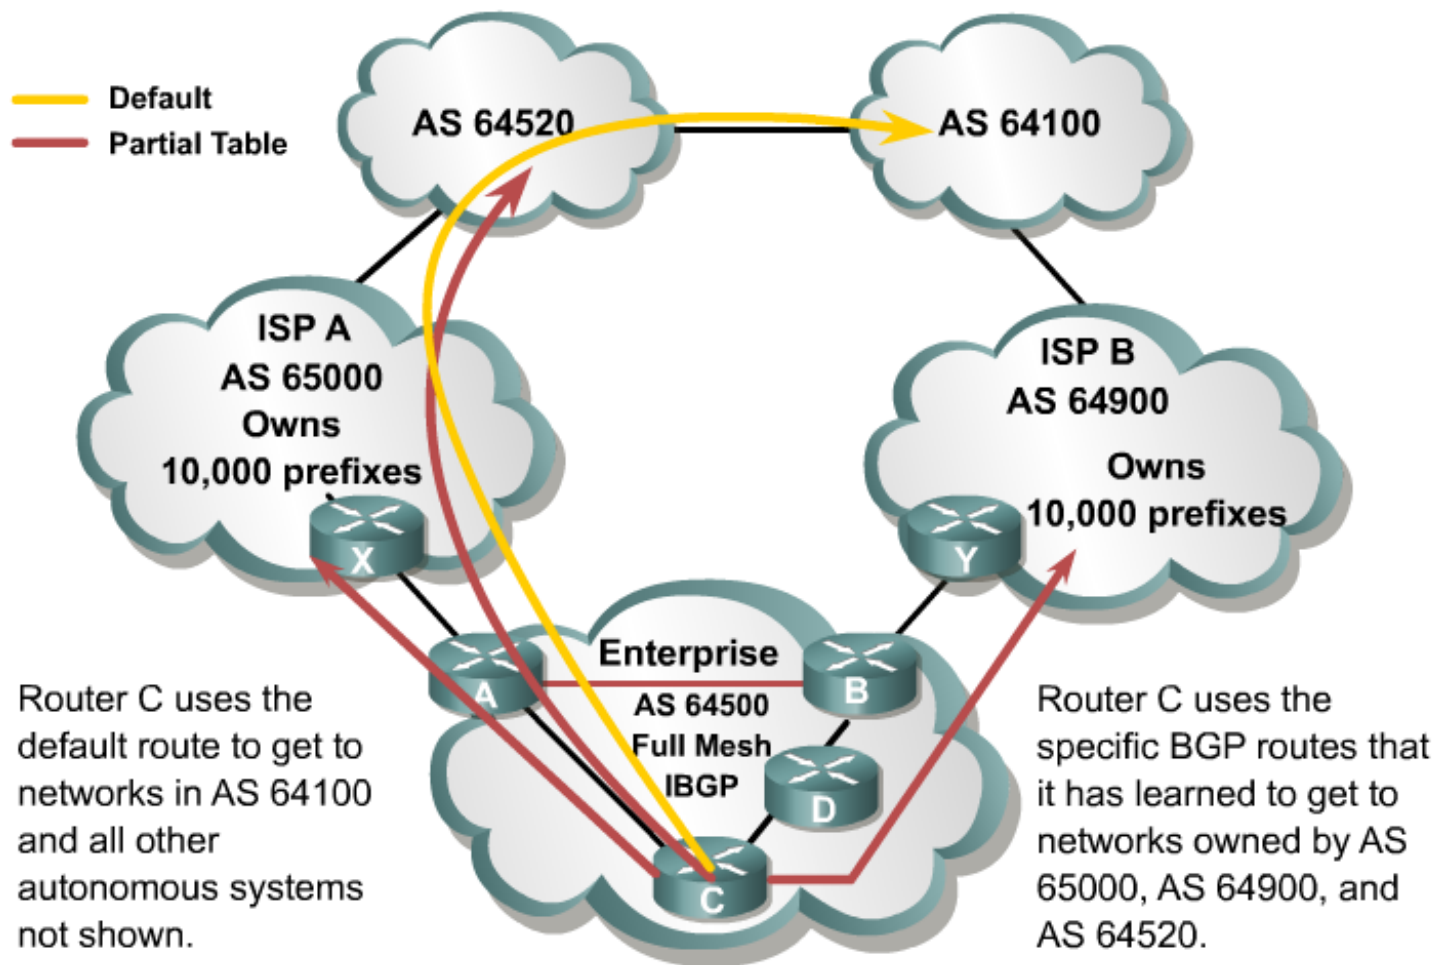 Default
Partial Table
AS 64520
AS 64100
ISP A
AS 65000
Owns
10,000 prefixes
ISP B
AS 64900
Owns
10,000 prefixes
X
Y
Enterprise
AS 64500
Full Mesh
IBGP
A
B
D
C
Router C uses the
default route to get to
networks in AS 64100
and all other
autonomous systems
not shown.
Router C uses the
specific BGP routes that
it has learned to get to
networks owned by AS
65000, AS 64900, and
AS 64520.